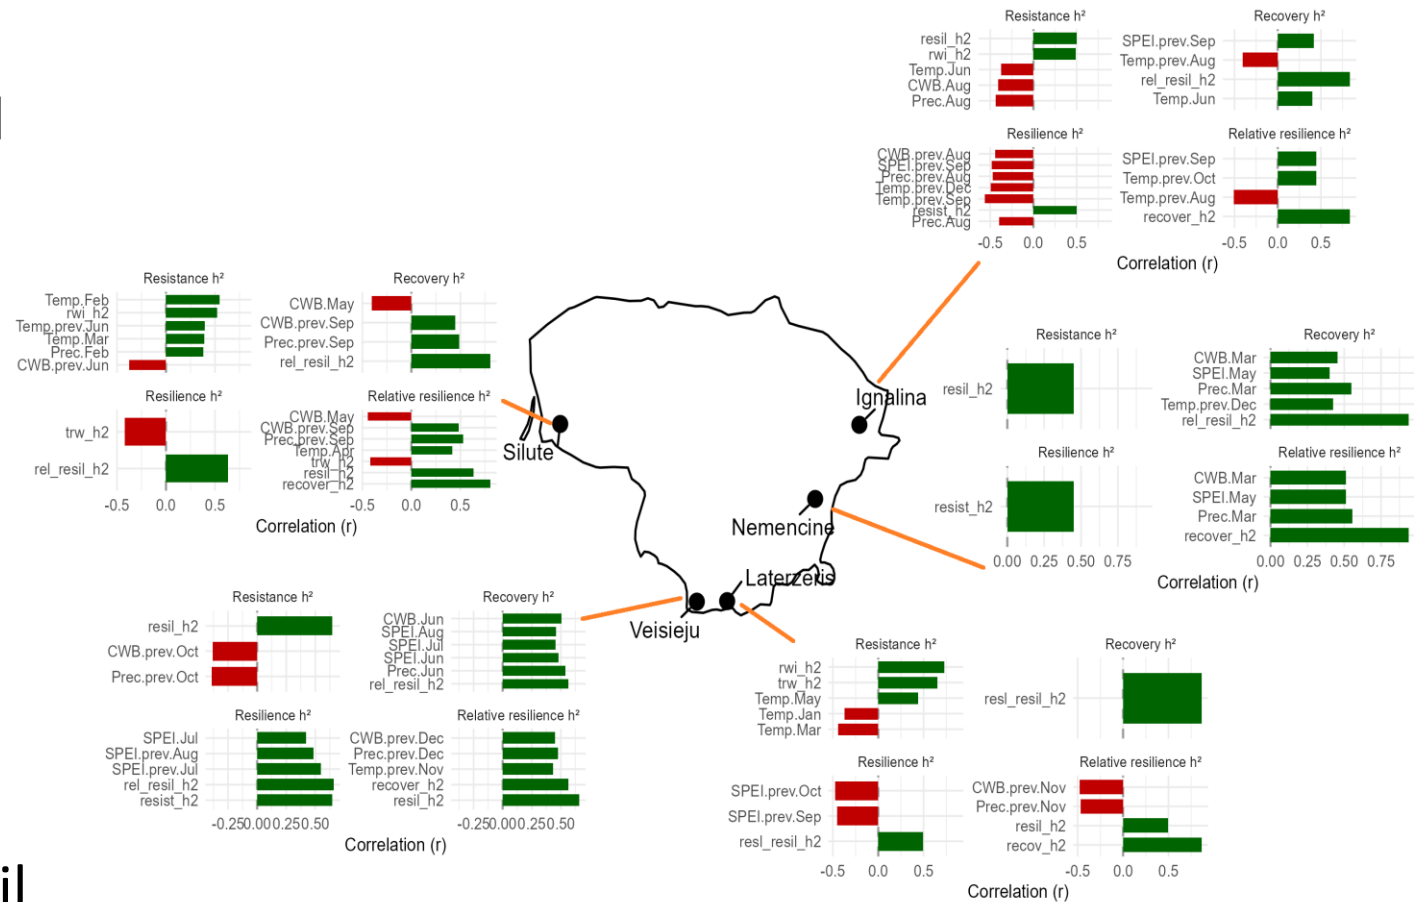 Resistance h²
resil_h2
rwi_h2
Temp.Jun
CWB.Aug
Prec.Aug
Recovery h²
SPEI.prev.Sep
Temp.prev.Aug
rel_resil_h2
Temp.Jun
Resilience h²
CWB.prev.Aug
SPEI.prev.Sep
Prec.prev.Aug
Temp.prev.Dec
Temp.prev.Sep
resist_h2
Prec.Aug
-0.5 0.0 0.5
Relative resilience h²
SPEI.prev.Sep
Temp.prev.Oct
Temp.prev.Aug
recover_h2
-0.5 0.0 0.5
Correlation (r)
Resistance h²
Temp.Feb
rwi_h2
Temp.prev.Jun
Temp.Mar
Prec.Feb
CWB.prev.Jun
Recovery h²
CWB.May
CWB.prev.Sep
Prec.prev.Sep
rel_resil_h2
Resilience h²
trw_h2
rel_resil_h2
-0.5 0.0 0.5
Relative resilience h²
CWB.May
CWB.prev.Sep
Prec.prev.Sep
Temp.Apr
trw_h2
resil_h2
recover_h2
-0.5 0.0 0.5
Correlation (r)
Ignalina
Silute
Nemencine
Laterzeris
Veisieju
Resistance h²
resil_h2
Recovery h²
CWB.Mar
SPEI.May
Prec.Mar
Temp.prev.Dec
rel_resil_h2
Resilience h²
resist_h2
0.00 0.25 0.50 0.75
Relative resilience h²
CWB.Mar
SPEI.May
Prec.Mar
recover_h2
0.00 0.25 0.50 0.75
Correlation (r)
Resistance h²
resil_h2
CWB.prev.Oct
Prec.prev.Oct
Recovery h²
CWB.Jun
SPEI.Aug
SPEI.Jul
SPEI.Jun
Prec.Jun
rel_resil_h2
Resilience h²
SPEI.Jul
SPEI.prev.Aug
SPEI.prev.Jul
rel_resil_h2
resist_h2
-0.250.000.250.50
Relative resilience h²
CWB.prev.Dec
Prec.prev.Dec
Temp.prev.Nov
recover_h2
resil_h2
-0.250.000.250.50
Correlation (r)
Resistance h²
rwi_h2
trw_h2
Temp.May
Temp.Jan
Temp.Mar
Recovery h²
resl_resil_h2
Resilience h²
SPEI.prev.Oct
SPEI.prev.Sep
resl_resil_h2
-0.5 0.0 0.5
Relative resilience h²
CWB.prev.Nov
Prec.prev.Nov
resil_h2
recov_h2
-0.5 0.0 0.5
Correlation (r)
il